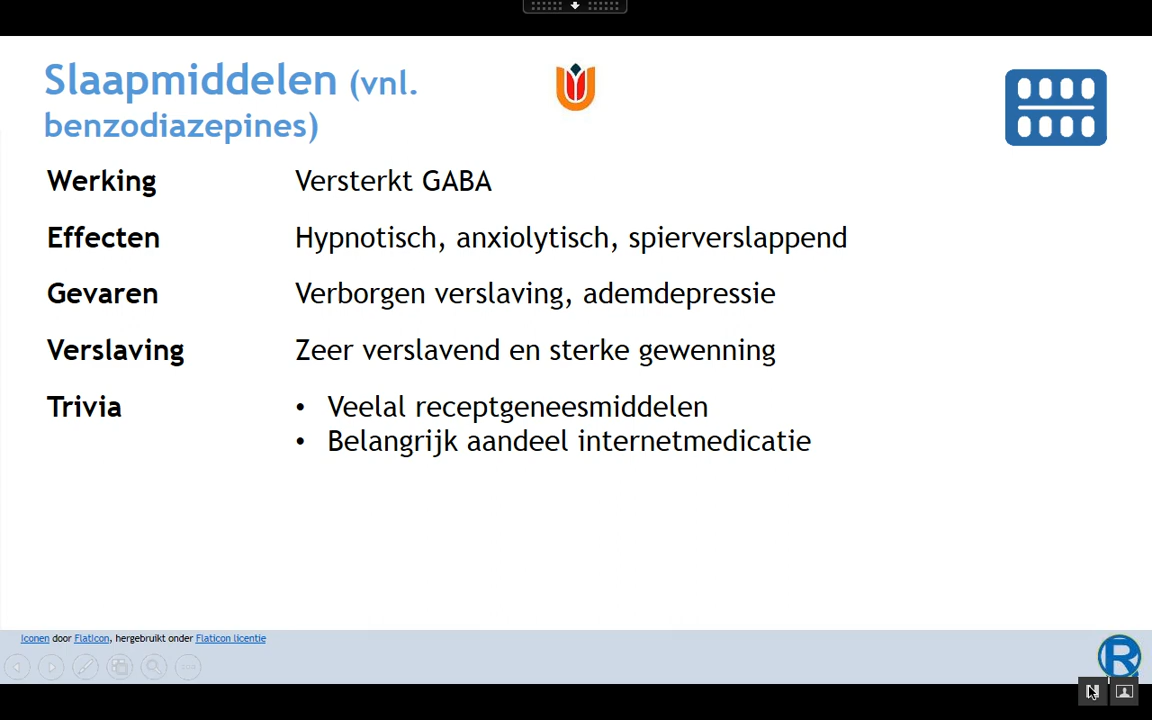 Slaapmiddelen (vnl.
benzodiazepines)
Werking Versterkt GABA
Effecten Hypnotisch, anxiolytisch, spierverslappend
Gevaren Verborgen verslaving, ademdepressie
Verslaving Zeer verslavend en sterke gewenning
Trivia • Veelal receptgeneesmiddelen
• Belangrijk aandeel internetmedicatie
Iconen door Flaticon, hergebruikt onder Flaticon licentie
R